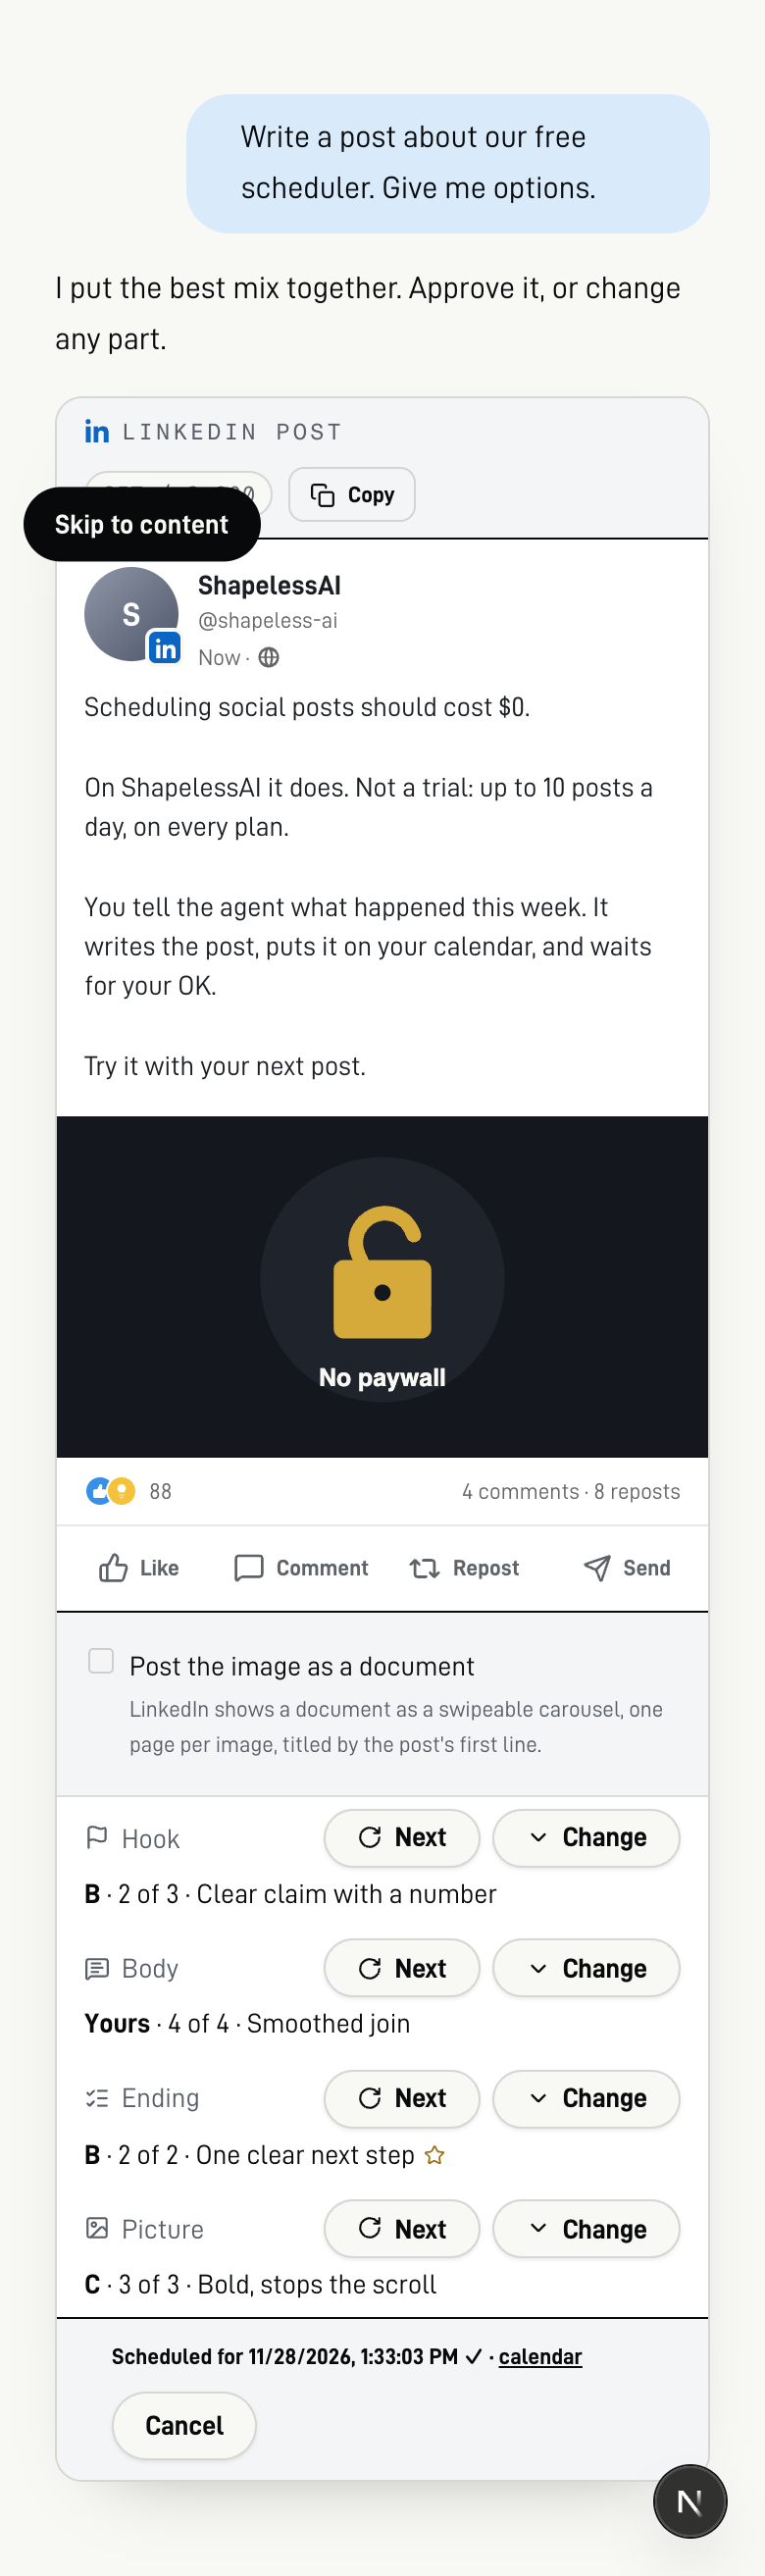 Write a post about our free
scheduler. Give me options.
I put the best mix together. Approve it, or change
any part.
in LINKEDIN POST
Copy
Skip to content
S
in
ShapelessAI
@shapeless-ai
Now ·
Scheduling social posts should cost $0.
On ShapelessAI it does. Not a trial: up to 10 posts a
day, on every plan.
You tell the agent what happened this week. It
writes the post, puts it on your calendar, and waits
for your OK.
Try it with your next post.
No paywall
88
4 comments · 8 reposts
Like Comment Repost Send
Post the image as a document
LinkedIn shows a document as a swipeable carousel, one
page per image, titled by the post's first line.
Hook Next Change
B · 2 of 3 · Clear claim with a number
Body Next Change
Yours · 4 of 4 · Smoothed join
Ending Next Change
B · 2 of 2 · One clear next step
Picture Next Change
C · 3 of 3 · Bold, stops the scroll
Scheduled for 11/28/2026, 1:33:03 PM ✓ · calendar
Cancel
N